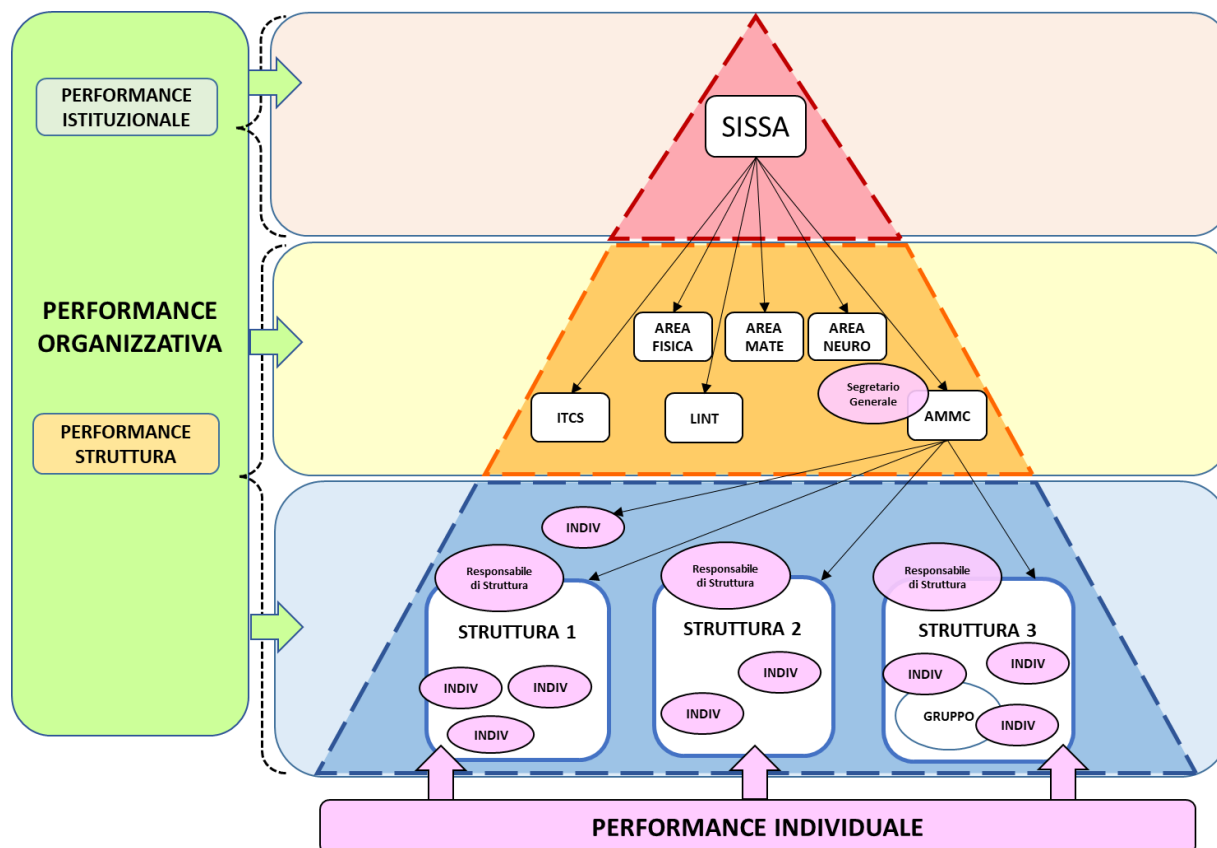 PERFORMANCE
ISTITUZIONALE
PERFORMANCE
ORGANIZZATIVA
PERFORMANCE
STRUTTURA
SISSA
AREA
FISICA
AREA
MATE
AREA
NEURO
Segretario
Generale
ITCS
LINT
AMMC
INDIV
Responsabile
di Struttura
STRUTTURA 1
INDIV
INDIV
INDIV
Responsabile
di Struttura
STRUTTURA 2
INDIV
INDIV
Responsabile
di Struttura
STRUTTURA 3
INDIV
INDIV
GRUPPO
INDIV
PERFORMANCE INDIVIDUALE